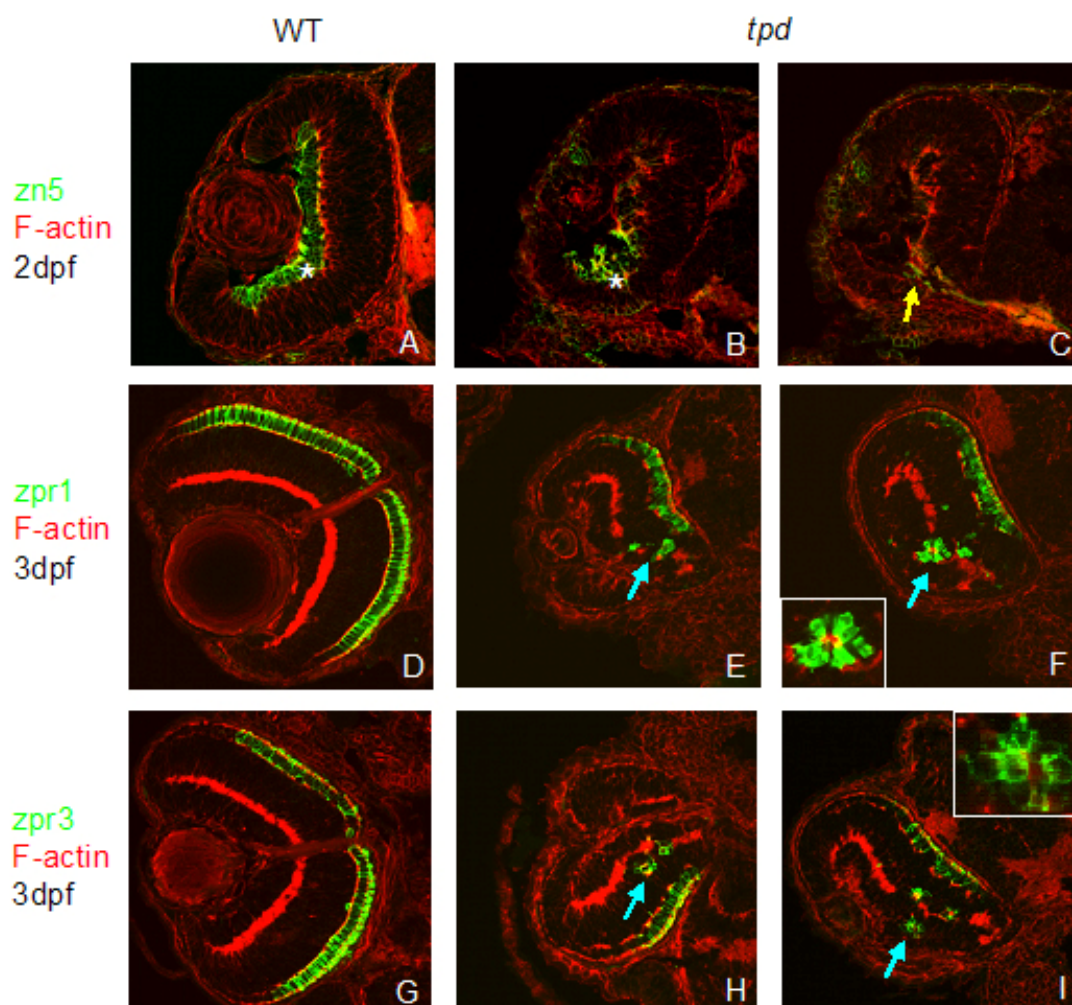 WT
tpd
zn5
F-actin
2dpf
A
*
B
*
C
zpr1
F-actin
3dpf
D
E
F
zpr3
F-actin
3dpf
G
H
I